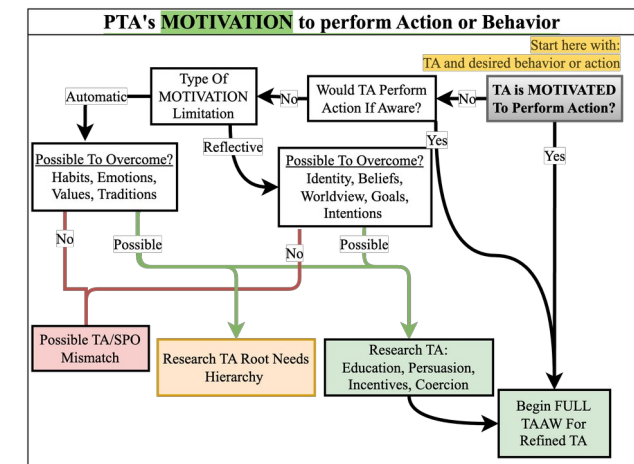 PTA's MOTIVATION to perform Action or Behavior
Start here with:
TA and desired behavior or action
TA is MOTIVATED
To Perform Action?
No
Would TA Perform
Action If Aware?
No
Type Of
MOTIVATION
Limitation
Automatic
Reflective
Yes
Yes
Possible To Overcome?
Habits, Emotions,
Values, Traditions
Possible To Overcome?
Identity, Beliefs,
Worldview, Goals,
Intentions
No
Possible
No
Possible
Possible TA/SPO
Mismatch
Research TA Root Needs
Hierarchy
Research TA:
Education, Persuasion,
Incentives, Coercion
Begin FULL
TAAW For
Refined TA